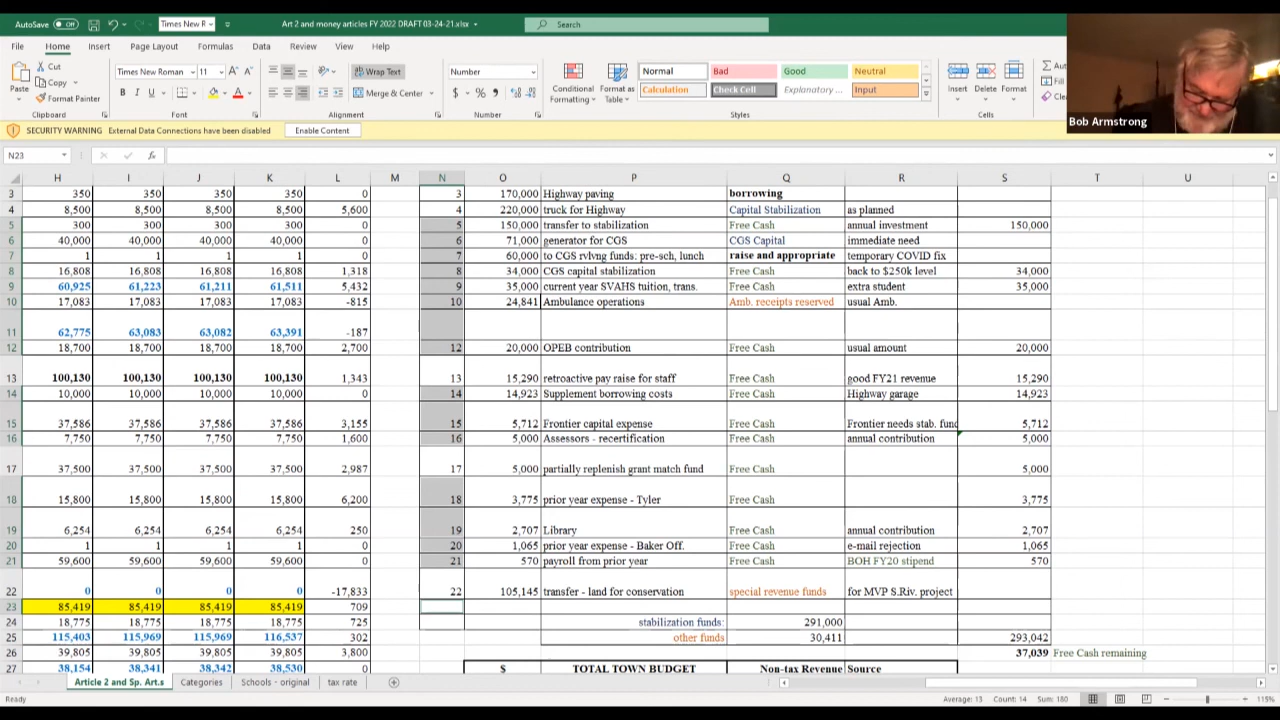 AutoSave Off Times New R Art 2 and money articles FY 2022 DRAFT 03-24-21.xlsx Search
File Home Insert Page Layout Formulas Data Review View Help
Paste Cut Copy Format Painter Clipboard
Times New Roman 11 B I U Font
Wrap Text Merge & Center Alignment
Number $ % Number
Conditional Formatting Format as Table
Normal Bad Good Neutral
Calculation Check Cell Explanatory ... Input
Styles
Insert Delete Format Cells
Fill
Bob Armstrong
SECURITY WARNING External Data Connections have been disabled Enable Content
N23 fx
H I J K L M N O P Q R S T U
3 350 350 350 350 0 3 170,000 Highway paving borrowing
4 8,500 8,500 8,500 8,500 5,600 4 220,000 truck for Highway Capital Stabilization as planned
5 300 300 300 300 0 5 150,000 transfer to stabilization Free Cash annual investment 150,000
6 40,000 40,000 40,000 40,000 0 6 71,000 generator for CGS CGS Capital immediate need
7 1 1 1 1 0 7 60,000 to CGS rvlvng funds: pre-sch, lunch raise and appropriate temporary COVID fix
8 16,808 16,808 16,808 16,808 1,318 8 34,000 CGS capital stabilization Free Cash back to $250k level 34,000
9 60,925 61,223 61,211 61,511 5,432 9 35,000 current year SVAHS tuition, trans. Free Cash extra student 35,000
10 17,083 17,083 17,083 17,083 -815 10 24,841 Ambulance operations Amb. receipts reserved usual Amb.
11 62,775 63,083 63,082 63,391 -187
12 18,700 18,700 18,700 18,700 2,700 12 20,000 OPEB contribution Free Cash usual amount 20,000
13 100,130 100,130 100,130 100,130 1,343 13 15,290 retroactive pay raise for staff Free Cash good FY21 revenue 15,290
14 10,000 10,000 10,000 10,000 0 14 14,923 Supplement borrowing costs Free Cash Highway garage 14,923
15 37,586 37,586 37,586 37,586 3,155 15 5,712 Frontier capital expense Free Cash Frontier needs stab. fund 5,712
16 7,750 7,750 7,750 7,750 1,600 16 5,000 Assessors - recertification Free Cash annual contribution 5,000
17 37,500 37,500 37,500 37,500 2,987 17 5,000 partially replenish grant match fund Free Cash 5,000
18 15,800 15,800 15,800 15,800 6,200 18 3,775 prior year expense - Tyler Free Cash 3,775
19 6,254 6,254 6,254 6,254 250 19 2,707 Library Free Cash annual contribution 2,707
20 1 1 1 1 0 20 1,065 prior year expense - Baker Off. Free Cash e-mail rejection 1,065
21 59,600 59,600 59,600 59,600 0 21 570 payroll from prior year Free Cash BOH FY20 stipend 570
22 0 0 0 0 -17,833 22 105,145 transfer - land for conservation special revenue funds for MVP S.Riv. project
23 85,419 85,419 85,419 85,419 709
24 18,775 18,775 18,775 18,775 725 stabilization funds: 291,000
25 115,403 115,969 115,969 116,537 302 other funds 30,411 293,042
26 39,805 39,805 39,805 39,805 3,800 37,039 Free Cash remaining
27 38,154 38,341 38,342 38,530 0 $ TOTAL TOWN BUDGET Non-tax Revenue Source
Article 2 and Sp. Art.s Categories Schools - original tax rate
Ready Average: 13 Count: 14 Sum: 180 115%